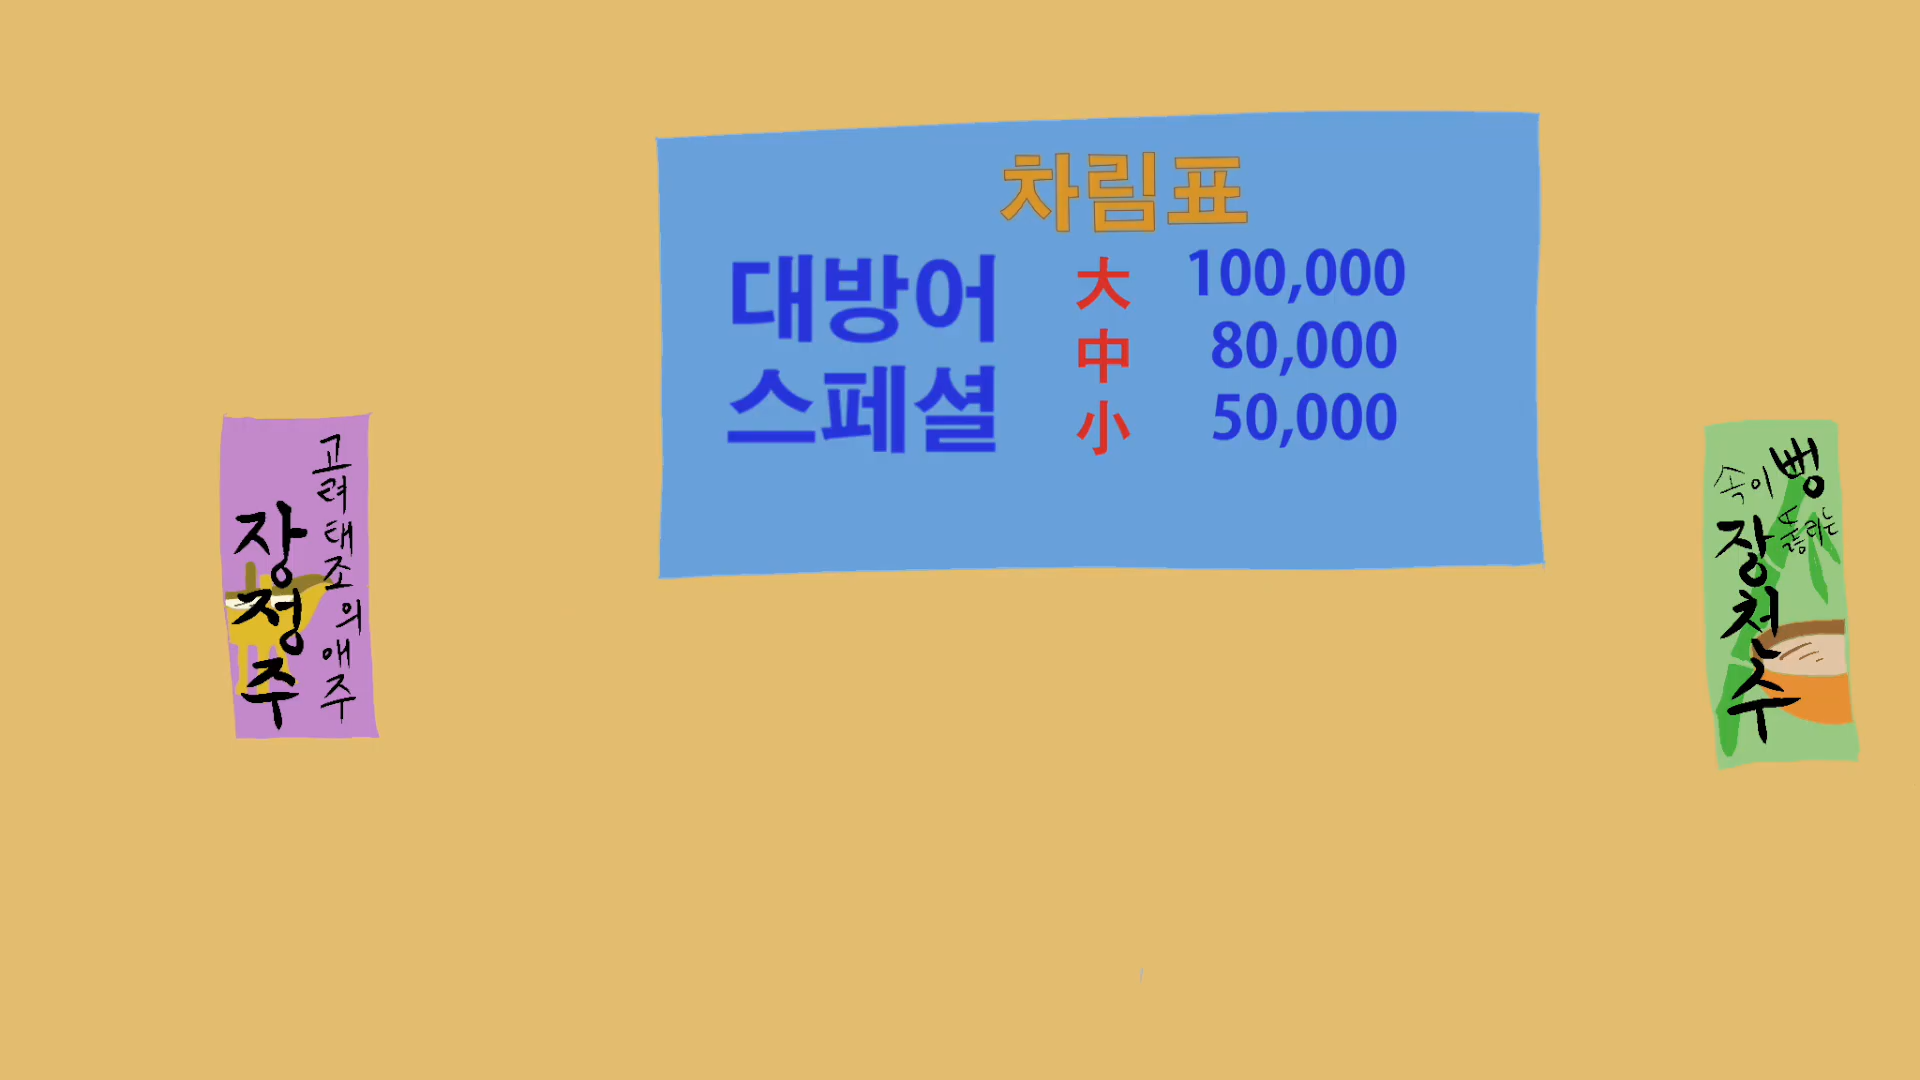 차림표
대방어
스페셜
大 100,000
中 80,000
小 50,000
고려태조의애주
장정주
속이 뻥
뚫리는
장천주